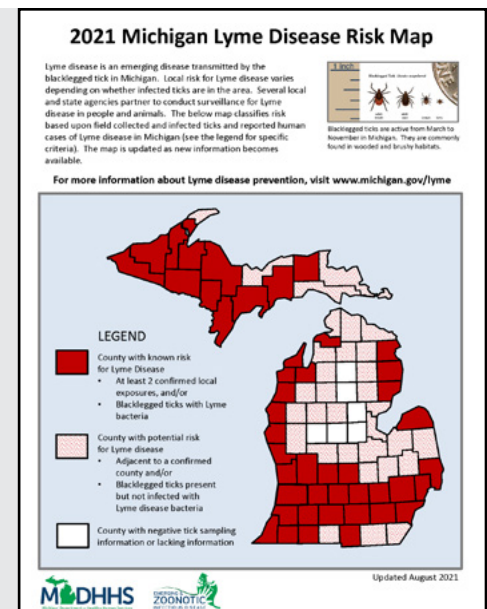 2021 Michigan Lyme Disease Risk Map
Lyme disease is an emerging disease transmitted by the
blacklegged tick in Michigan. Local risk for Lyme disease varies
depending on whether infected ticks are in the area. Several local
and state agencies partner to conduct surveillance for Lyme
disease in people and animals. The below map classifies risk
based upon field collected and infected ticks and reported human
cases of Lyme disease in Michigan (see the legend for specific
criteria). The map is updated as new information becomes
available.
Blacklegged ticks are active from March to
November in Michigan. They are commonly
found in wooded and brushy habitats.
For more information about Lyme disease prevention, visit www.michigan.gov/lyme
LEGEND
County with known risk
for Lyme Disease
• At least 2 confirmed local
exposures, and/or
• Blacklegged ticks with Lyme
bacteria
County with potential risk
for Lyme disease
• Adjacent to a confirmed
county and/or
• Blacklegged ticks present
but not infected with
Lyme disease bacteria
County with negative tick sampling
information or lacking information
Updated August 2021
MDHHS
ZOONOTIC